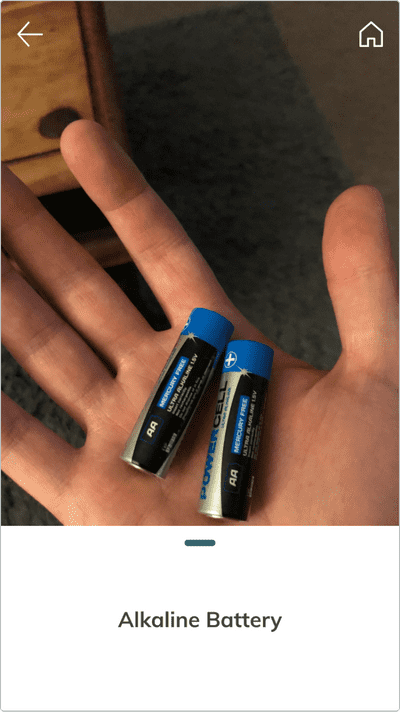 MERCURY FREE
ULTRA ALKALINE 1.5V
AA
POWERCELL
MERCURY FREE
ULTRA ALKALINE 1.5V
AA
Alkaline Battery